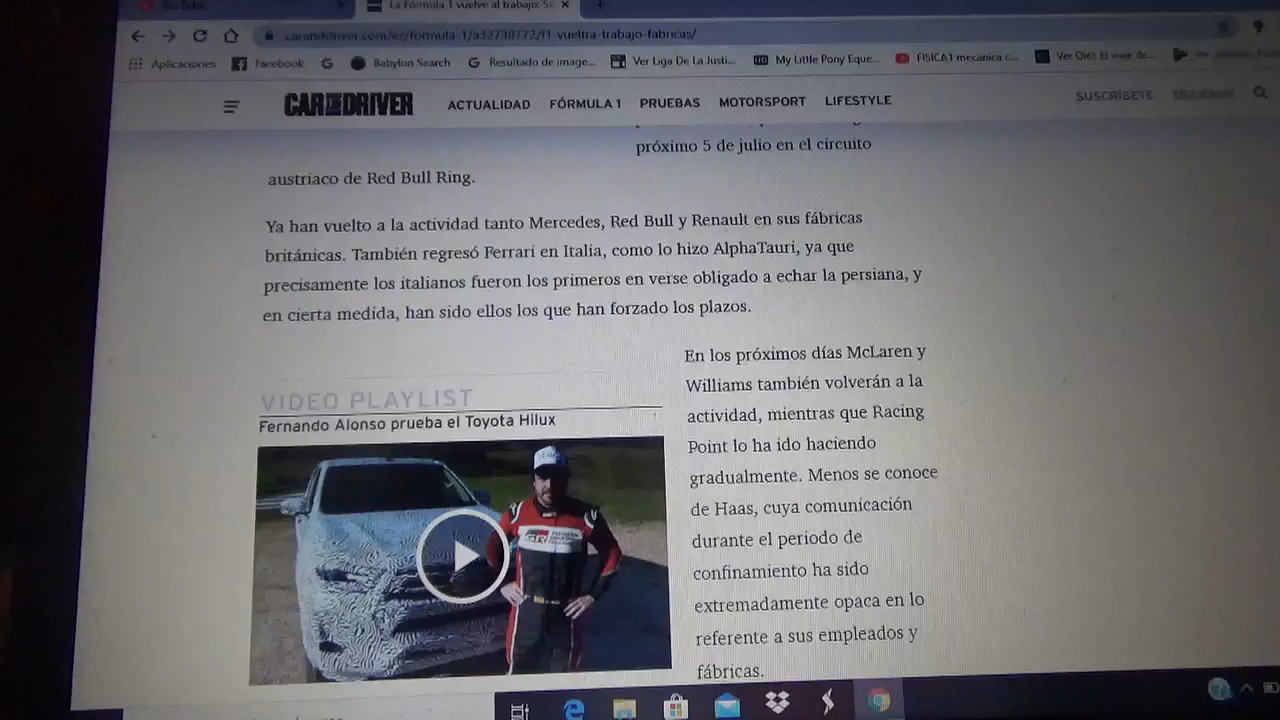 YouTube
La Fórmula 1 vuelve al trabajo: Se
carandriver.com/es/formula-1/a32738772/f1-vueltra-trabajo-fabricas/
Aplicaciones
Facebook
Babylon Search
Resultado de image...
Ver Liga De La Justi...
My Little Pony Eque...
FISICA1 mecanica c...
Ver Olé! El viaje de...
CAR AND DRIVER
ACTUALIDAD
FÓRMULA 1
PRUEBAS
MOTORSPORT
LIFESTYLE
SUSCRÍBETE
próximo 5 de julio en el circuito
austriaco de Red Bull Ring.
Ya han vuelto a la actividad tanto Mercedes, Red Bull y Renault en sus fábricas
británicas. También regresó Ferrari en Italia, como lo hizo AlphaTauri, ya que
precisamente los italianos fueron los primeros en verse obligado a echar la persiana, y
en cierta medida, han sido ellos los que han forzado los plazos.
VIDEO PLAYLIST
Fernando Alonso prueba el Toyota Hilux
GR
En los próximos días McLaren y
Williams también volverán a la
actividad, mientras que Racing
Point lo ha ido haciendo
gradualmente. Menos se conoce
de Haas, cuya comunicación
durante el periodo de
confinamiento ha sido
extremadamente opaca en lo
referente a sus empleados y
fábricas.